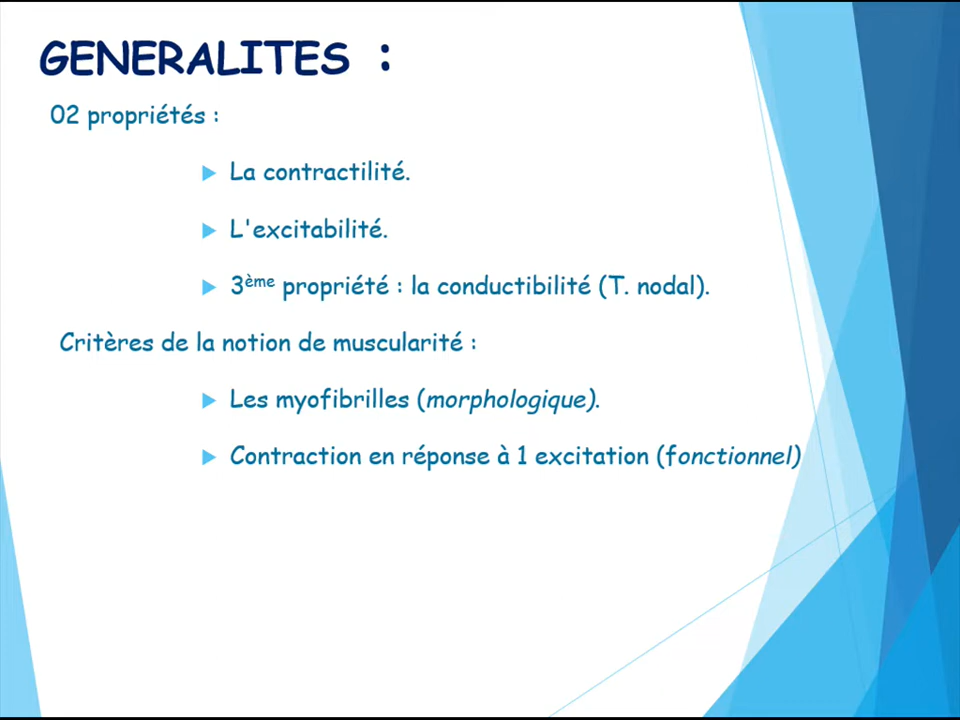 GENERALITES :
02 propriétés :
La contractilité.
L'excitabilité.
3ème propriété : la conductibilité (T. nodal).
Critères de la notion de muscularité :
Les myofibrilles (morphologique).
Contraction en réponse à 1 excitation (fonctionnel)